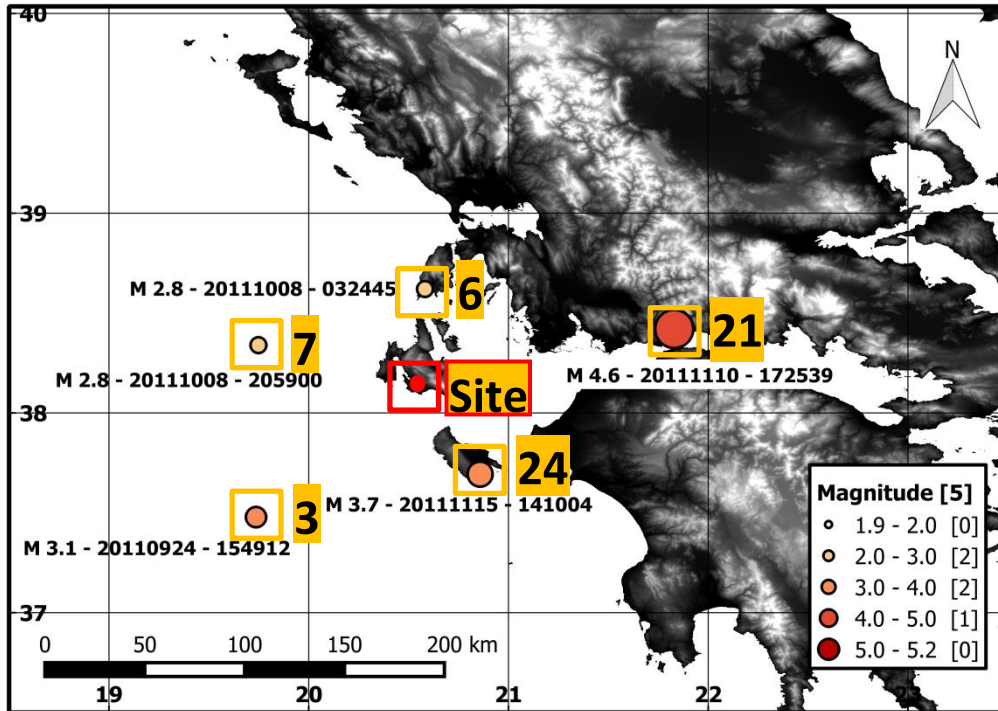 40
N
39
M 2.8 - 20111008 - 032445
6
7
21
M 2.8 - 20111008 - 205900
M 4.6 - 20111110 - 172539
Site
38
24
M 3.7 - 20111115 - 141004
3
M 3.1 - 20110924 - 154912
Magnitude [5]
1.9 - 2.0 [0]
2.0 - 3.0 [2]
3.0 - 4.0 [2]
4.0 - 5.0 [1]
5.0 - 5.2 [0]
37
0 50 100 150 200 km
19 20 21 22 23